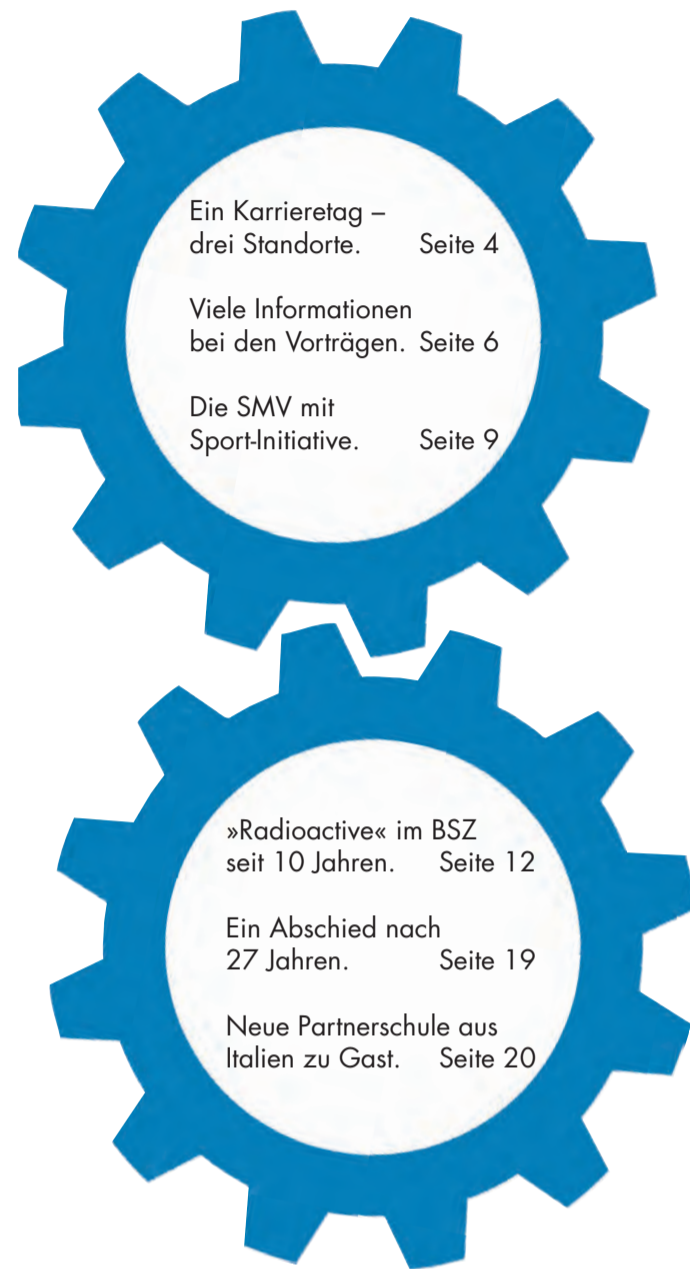 Ein Karrieretag –
drei Standorte. Seite 4
Viele Informationen
bei den Vorträgen. Seite 6
Die SMV mit
Sport-Initiative. Seite 9
»Radioactive« im BSZ
seit 10 Jahren. Seite 12
Ein Abschied nach
27 Jahren. Seite 19
Neue Partnerschule aus
Italien zu Gast. Seite 20